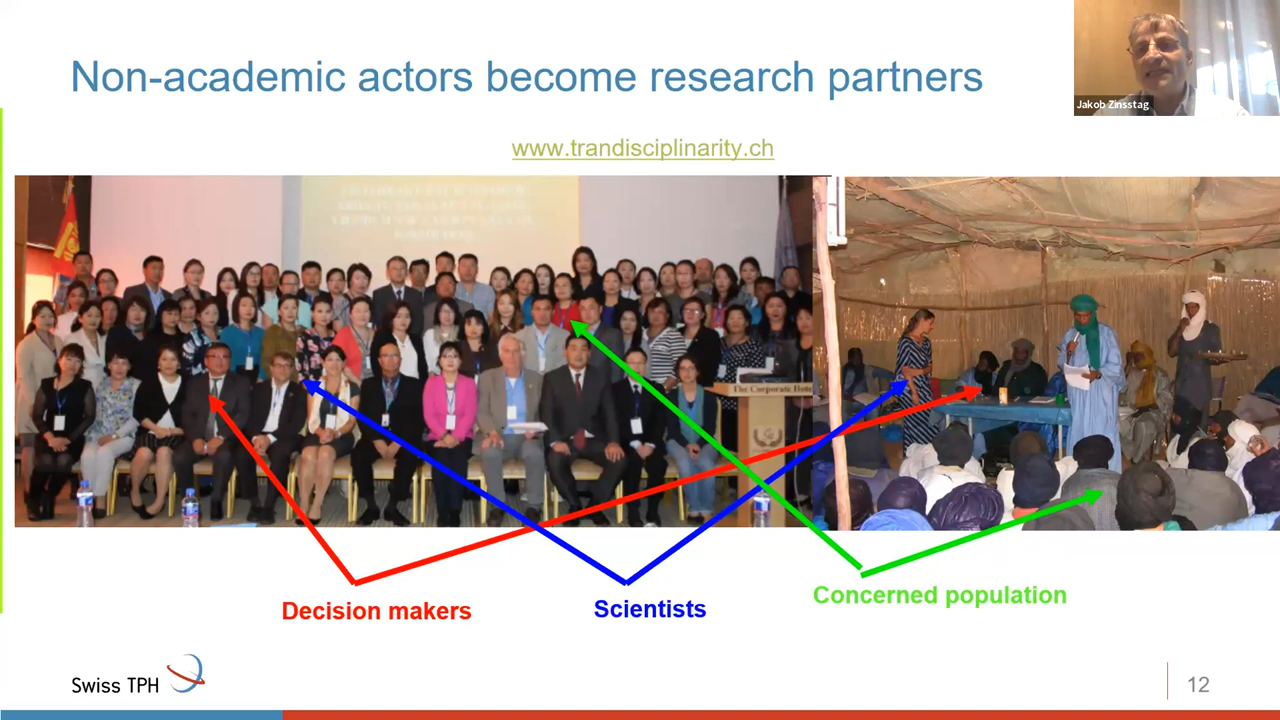 Non-academic actors become research partners
Jakob Zinsstag
www.trandisciplinarity.ch
The Corporate Hote
Decision makers
Scientists
Concerned population
Swiss TPH
12